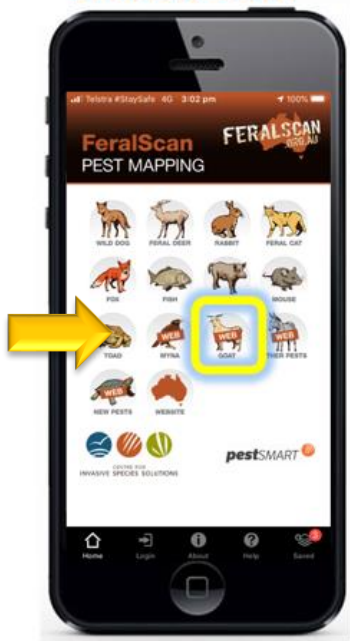 Telstra #StaySafe 4G 3:02 pm 100%
FeralScan
PEST MAPPING
FERALSCAN
.ORG.AU
WILD DOG FERAL DEER RABBIT FERAL CAT
FOX FISH MOUSE
WEB WEB WEB
TOAD MYNA GOAT THER PESTS
WEB
NEW PESTS WEBSITE
CENTRE FOR
INVASIVE SPECIES SOLUTIONS
pestSMART
3
Home Login About Help Saved